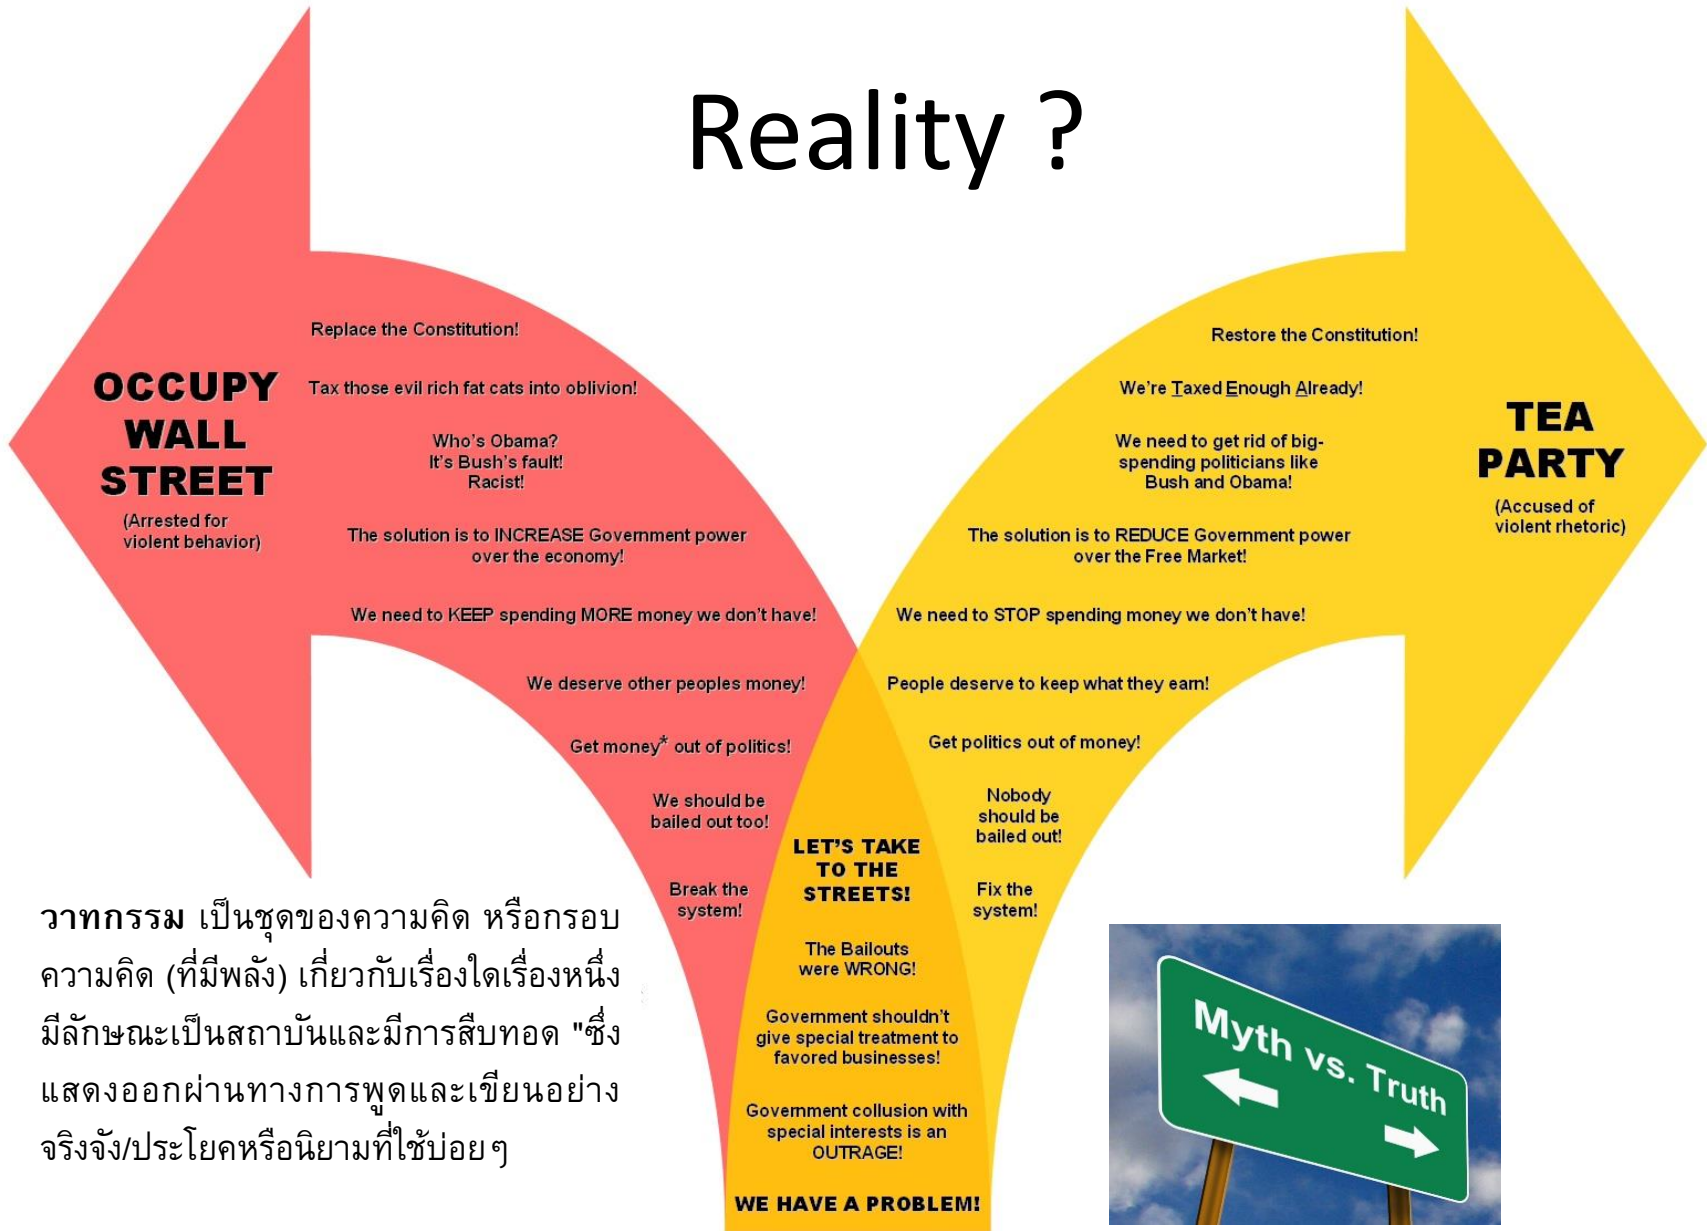 Reality ?
Replace the Constitution!
Tax those evil rich fat cats into oblivion!
Who's Obama?
It's Bush's fault!
Racist!
The solution is to INCREASE Government power
over the economy!
We need to KEEP spending MORE money we don't have!
We deserve other peoples money!
Get money* out of politics!
We should be
bailed out too!
Break the
system!
OCCUPY
WALL
STREET
(Arrested for
violent behavior)
Restore the Constitution!
We're Taxed Enough Already!
We need to get rid of big-
spending politicians like
Bush and Obama!
The solution is to REDUCE Government power
over the Free Market!
We need to STOP spending money we don't have!
People deserve to keep what they earn!
Get politics out of money!
Nobody
should be
bailed out!
Fix the
system!
TEA
PARTY
(Accused of
violent rhetoric)
LET'S TAKE
TO THE
STREETS!
The Bailouts
were WRONG!
Government shouldn't
give special treatment to
favored businesses!
Government collusion with
special interests is an
OUTRAGE!
WE HAVE A PROBLEM!
วาทกรรม เป็นชุดของความคิด หรือกรอบ
ความคิด (ที่มีพลัง) เกี่ยวกับเรื่องใดเรื่องหนึ่ง
มีลักษณะเป็นสถาบันและมีการสืบทอด "ซึ่ง
แสดงออกผ่านทางการพูดและเขียนอย่าง
จริงจัง/ประโยคหรือนิยามที่ใช้บ่อยๆ
Myth vs. Truth